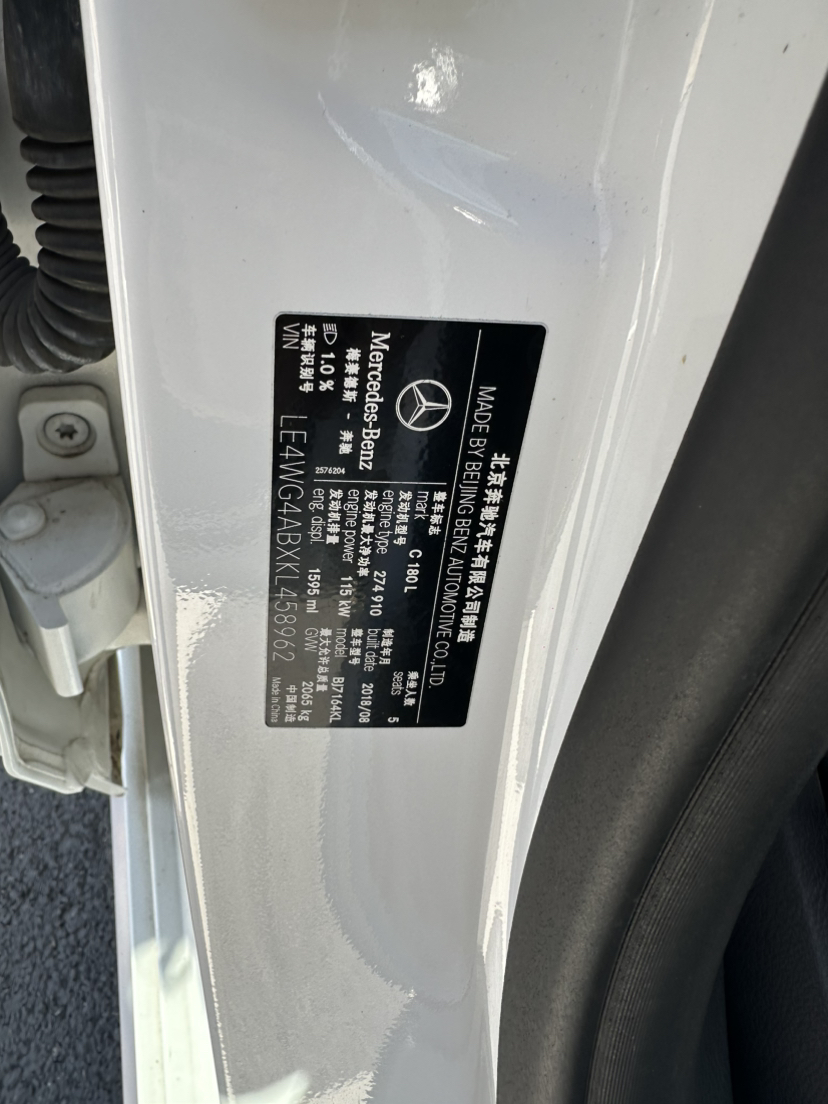 北京奔驰汽车有限公司制造
MADE BY BEIJING BENZ AUTOMOTIVE CO.,LTD.
Mercedes-Benz
梅赛德斯 - 奔驰
1.0 %
2576204
整车标志
mark
C 180 L
乘坐人数
seats
5
发动机型号
engine type
274 910
制造年月
built date
2018/08
发动机最大净功率
engine power
115 kW
整车型号
model
BJ7164KL
发动机排量
eng. displ.
1595 ml
最大允许总质量
GVW
2065 kg
车辆识别号
VIN
LE4WG4ABXKL458962
中国制造
Made in China